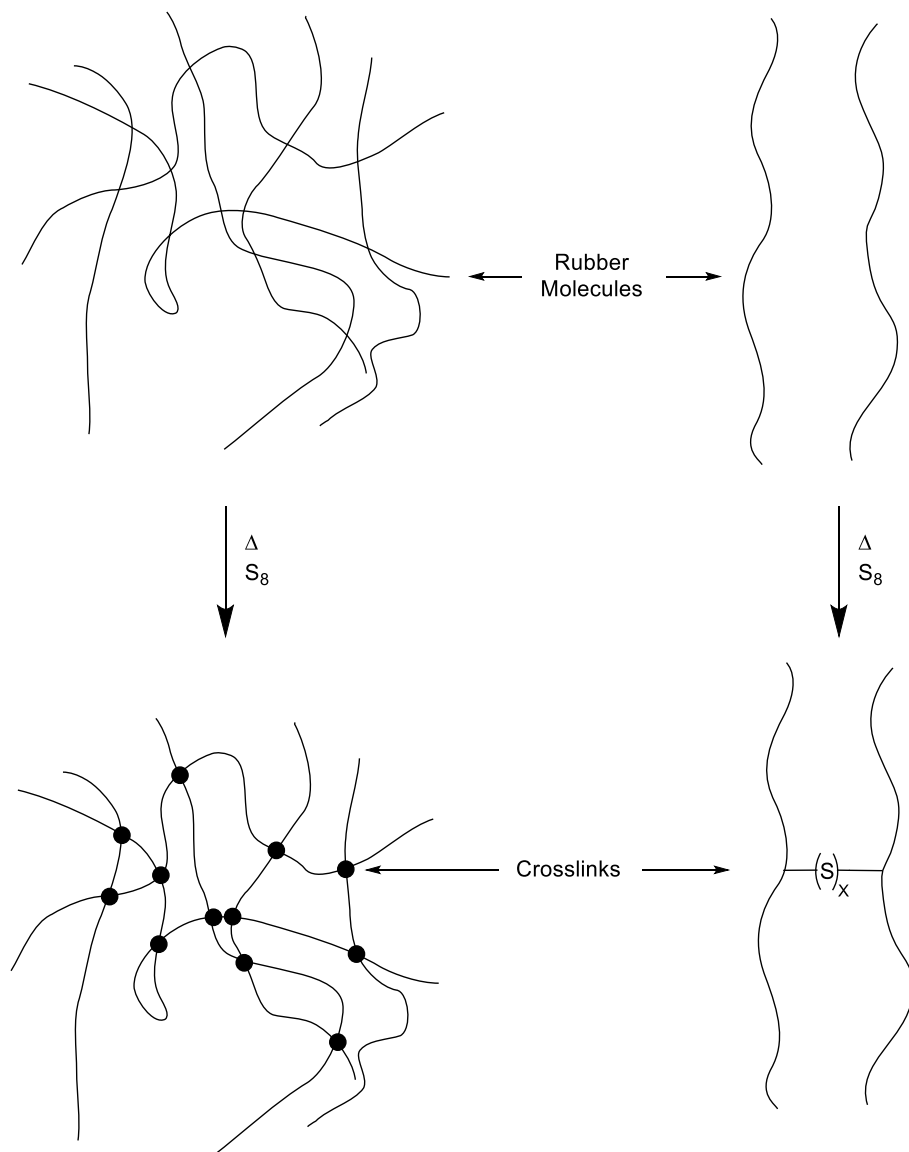 Rubber
Molecules
Δ
S₈
Δ
S₈
Crosslinks
(S)ₓ